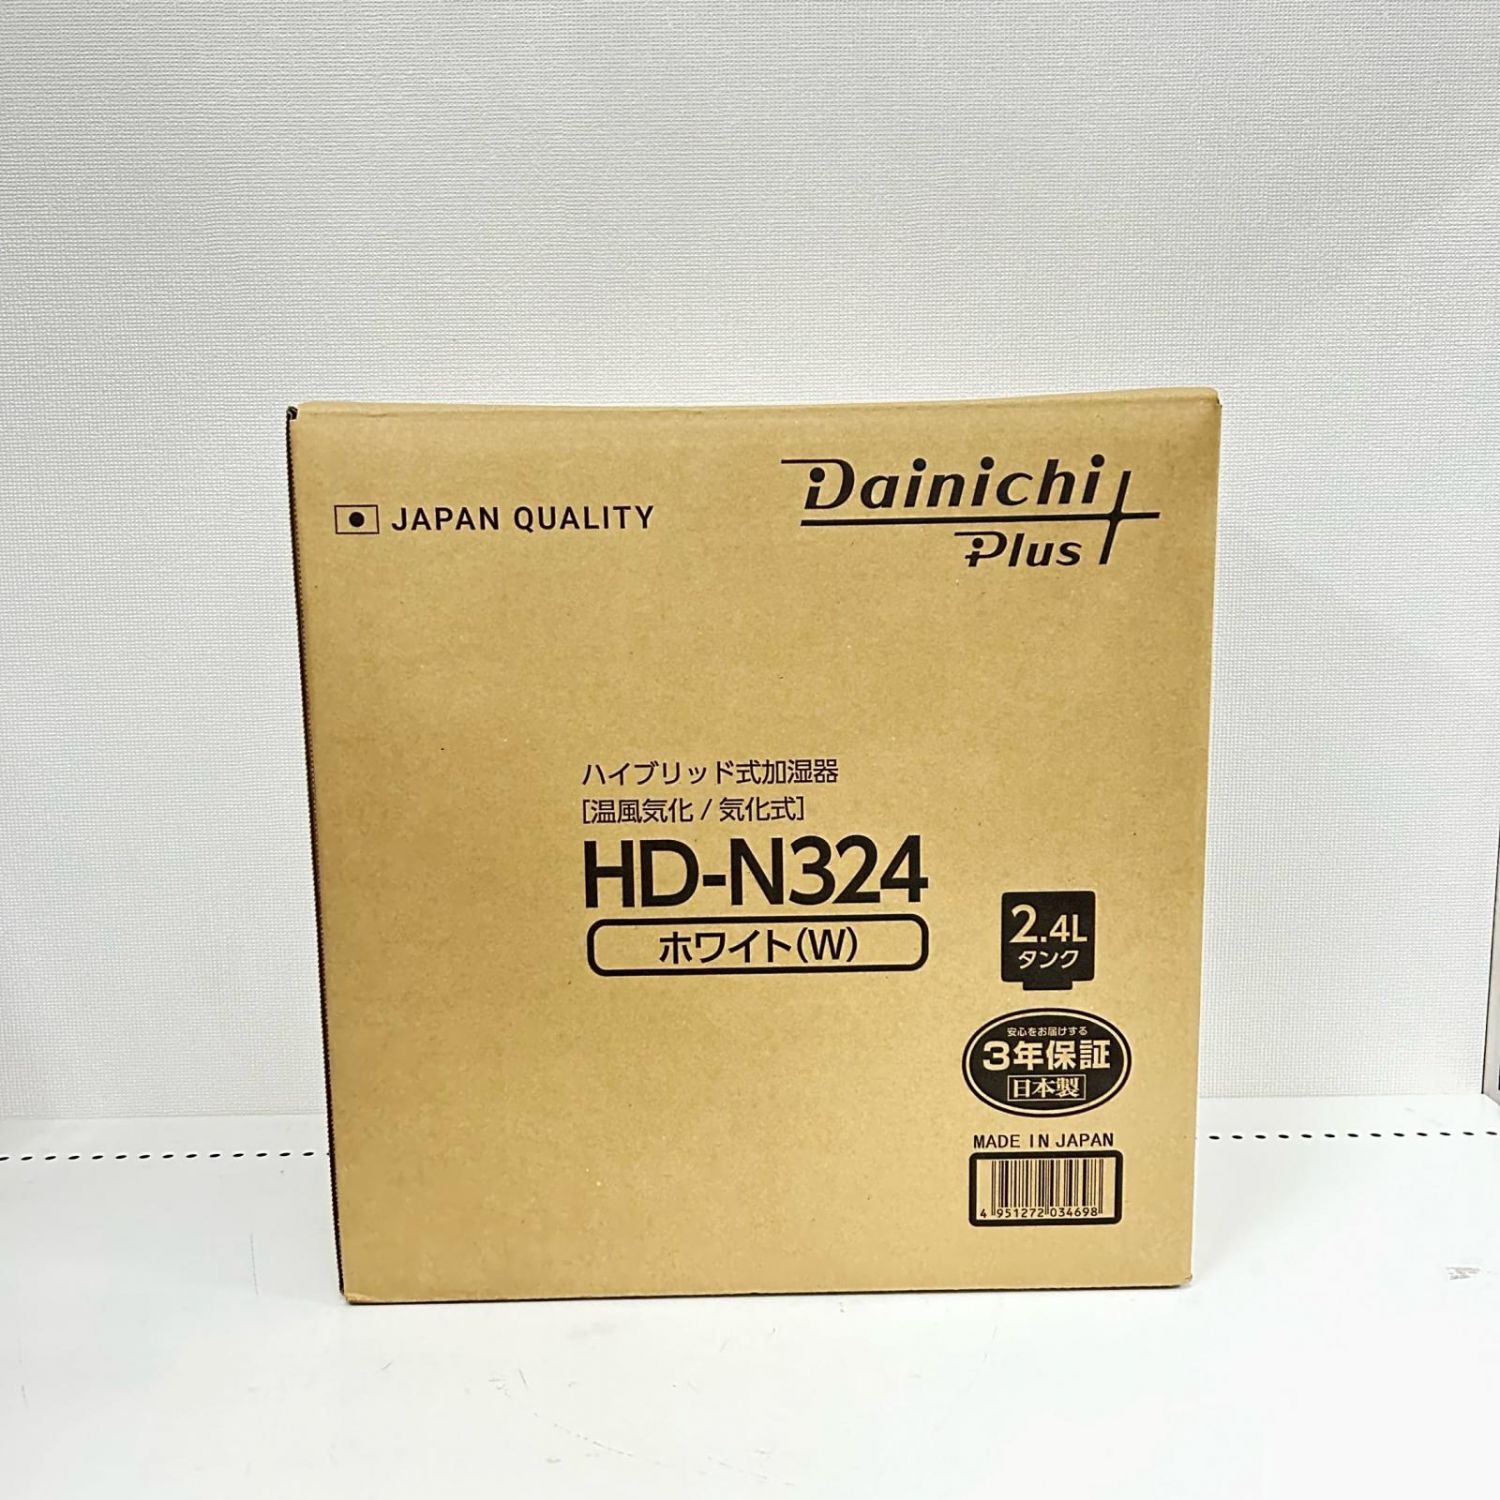 JAPAN QUALITY
Dainichi
Plus
ハイブリッド式加湿器
[温風気化 / 気化式]
HD-N324
ホワイト(W)
2.4L
タンク
安心をお届けする
3年保証
日本製
MADE IN JAPAN
4 951272 034698